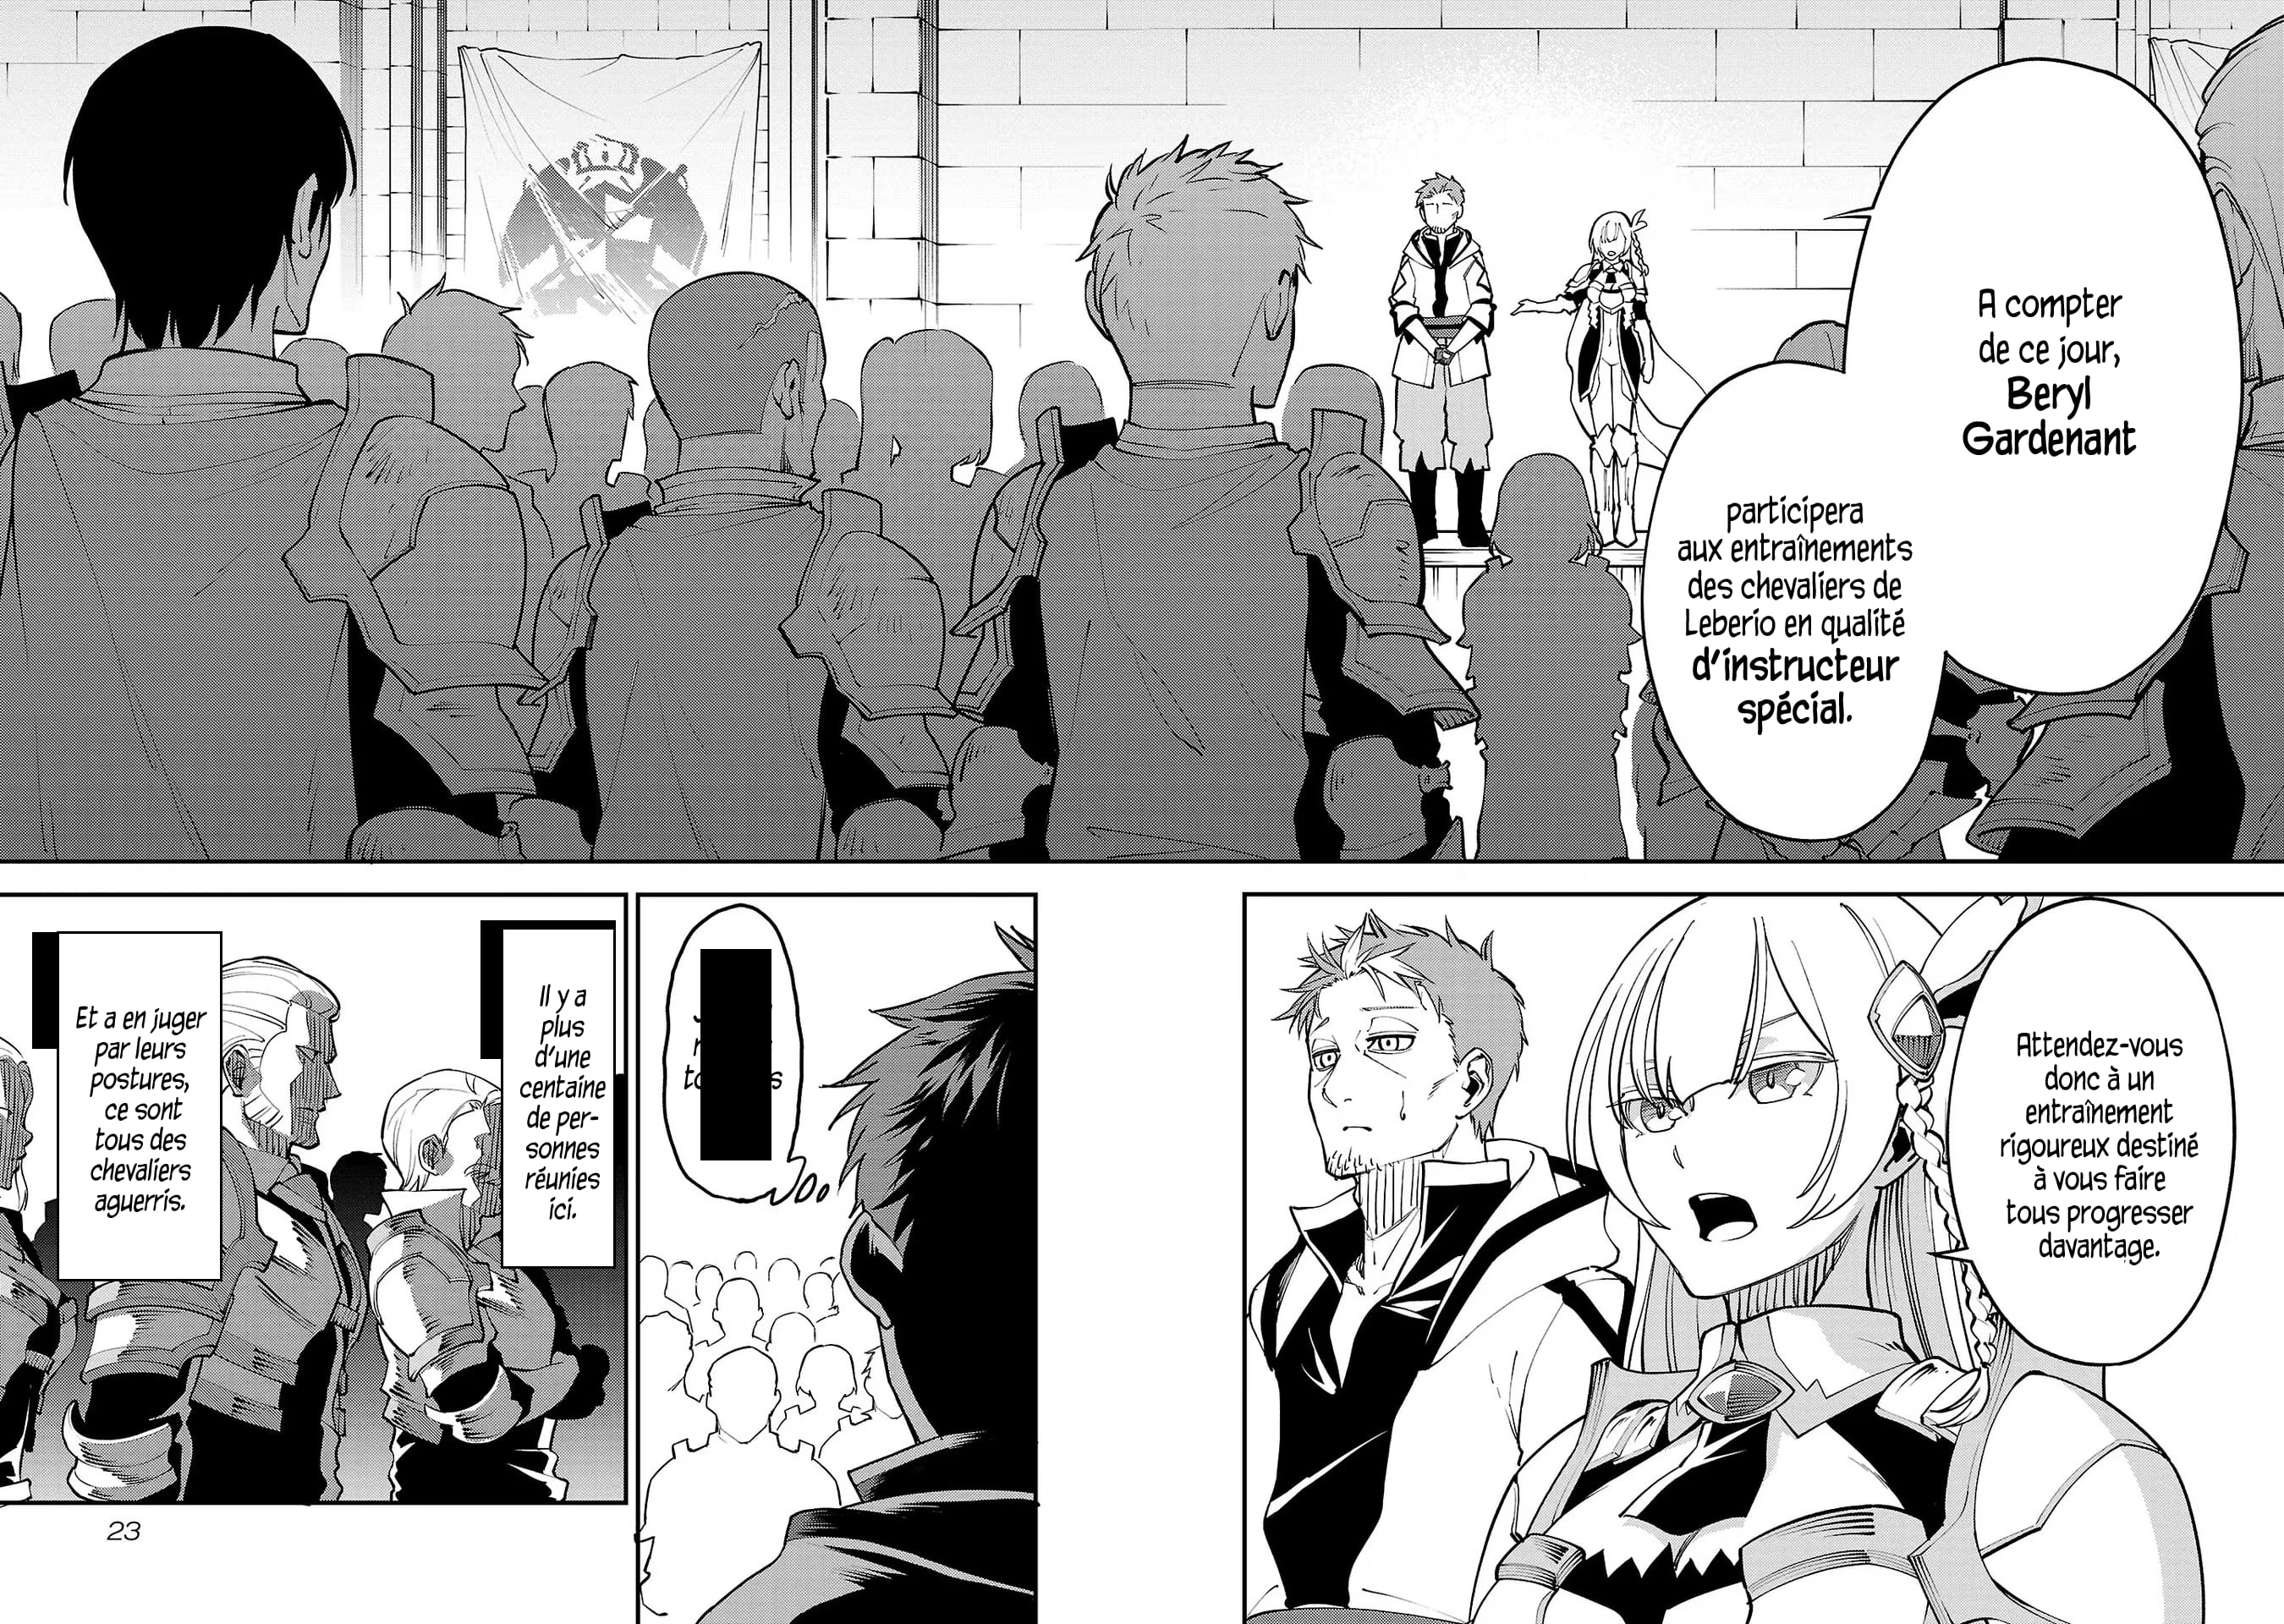 A compter
de ce jour,
Beryl
Gardenant
participera
aux entraînements
des chevaliers de
Leberio en qualité
d'instructeur
spécial.
Attendez-vous
donc à un
entraînement
rigoureux destiné
à vous faire
tous progresser
davantage.
Il y a
plus
d'une
centaine
de per-
sonnes
réunies
ici.
Et a en juger
par leurs
postures,
ce sont
tous des
chevaliers
aguerris.
23